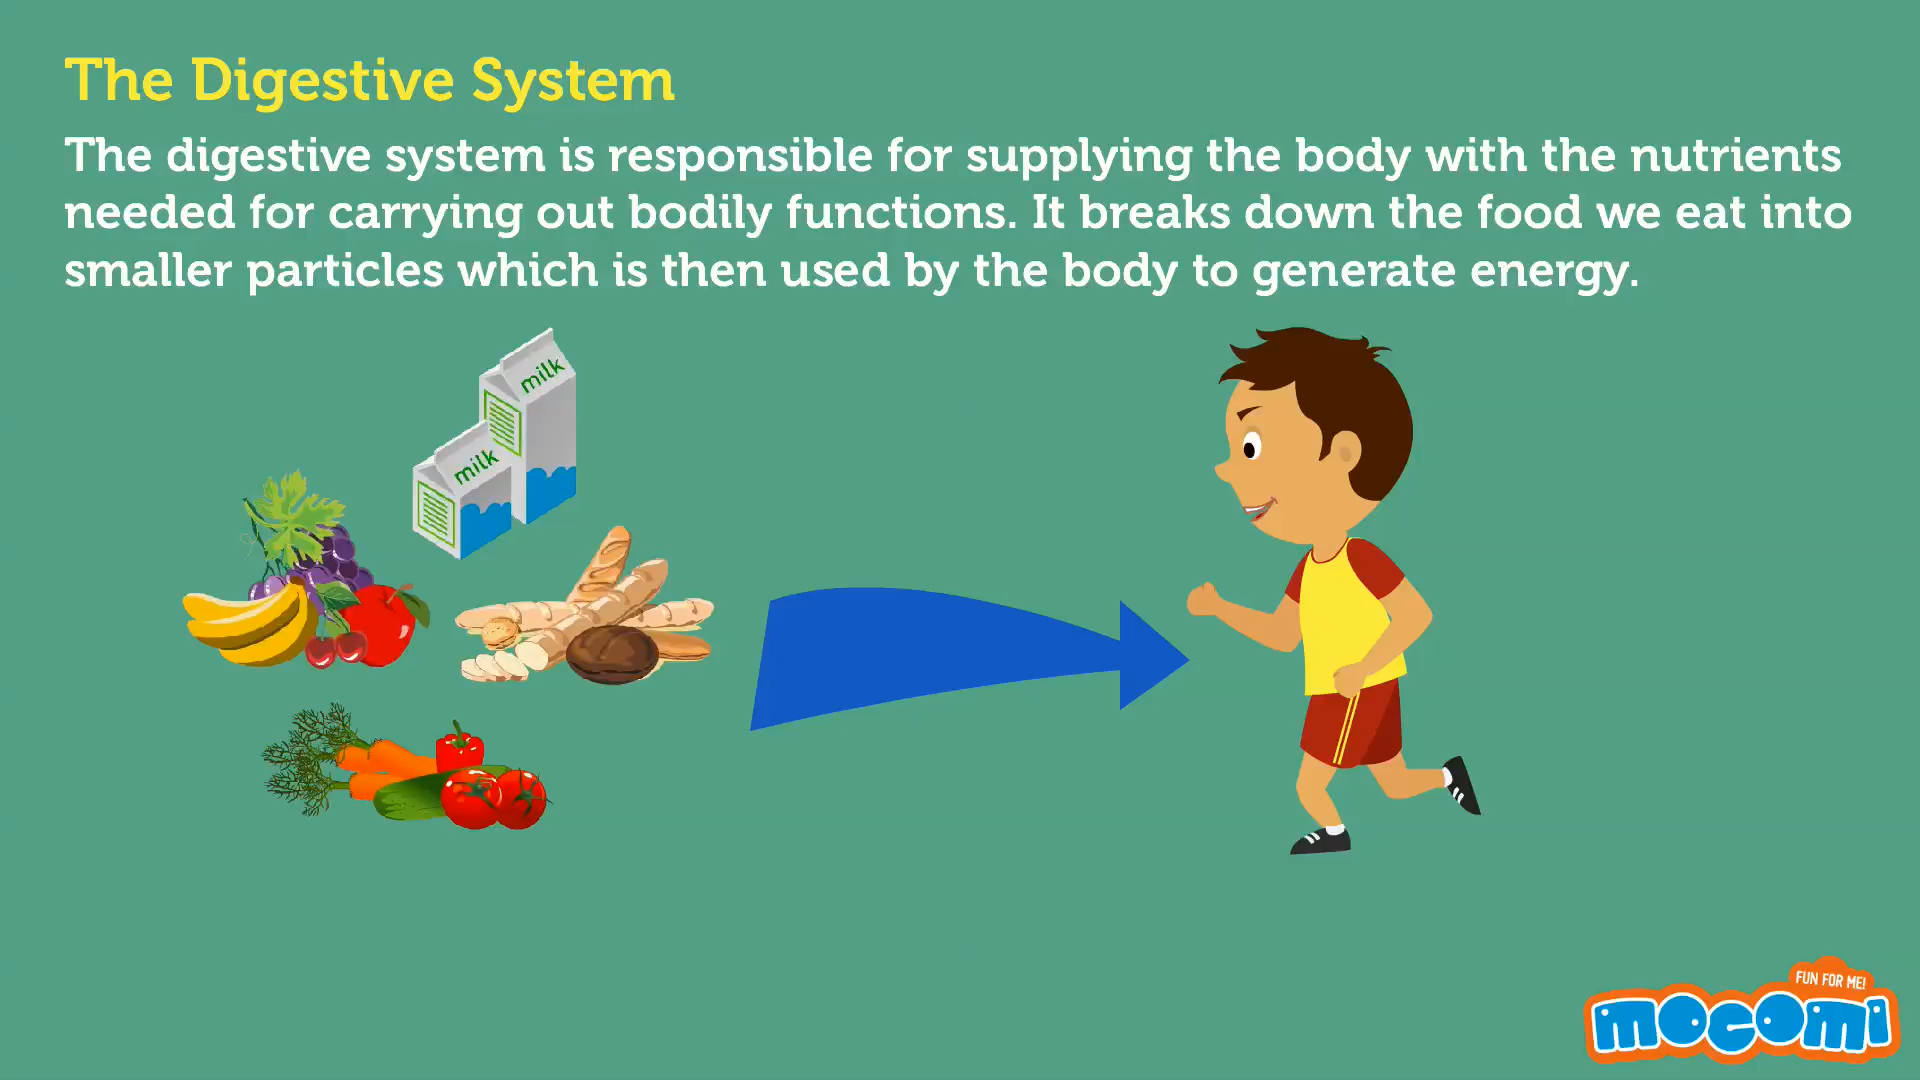 The Digestive System
The digestive system is responsible for supplying the body with the nutrients
needed for carrying out bodily functions. It breaks down the food we eat into
smaller particles which is then used by the body to generate energy.
milk
milk
FUN FOR ME!
mocomi